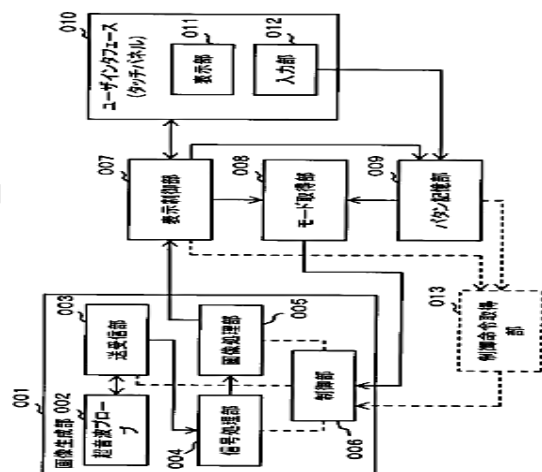 001
画像生成部
002
超音波プロー
ブ
003
送受信部
004
信号処理部
005
画像処理部
制御部
006
007
表示制御部
008
モード取得部
009
パタン記憶部
010
ユーザインタフェース
(タッチパネル)
011
表示部
012
入力部
013
制御命令取得
部